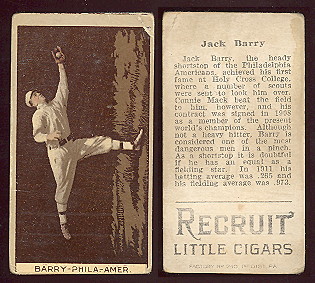 BARRY-PHILA-AMER.
Jack Barry
Jack Barry, the heady
shortstop of the Philadelphia
Americans, achieved his first
fame at Holy Cross College,
where a number of scouts
were sent to look him over.
Connie Mack beat the field
to him, however, and his
contract was signed in 1908
as a member of the present
world's champions. Although
not a heavy hitter, Barry is
considered one of the most
dangerous men in a pinch.
As a shortstop it is doubtful
if he has an equal as a
fielding star. In 1911 his
batting average was .265 and
his fielding average was .973.
RECRUIT
LITTLE CIGARS
FACTORY